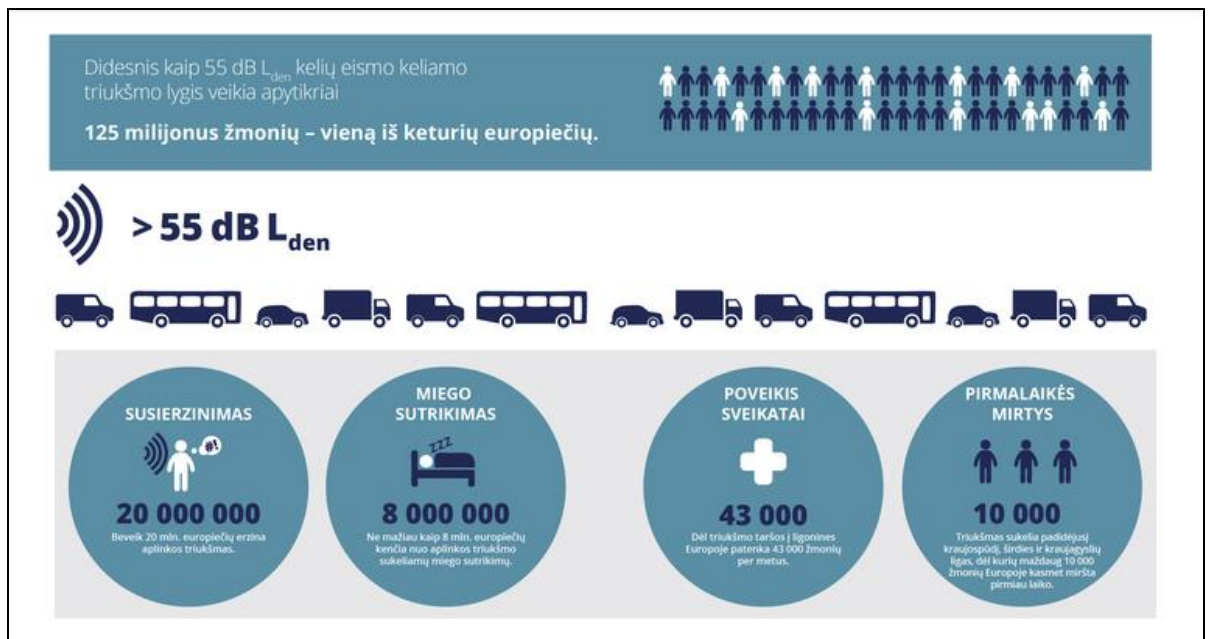 Didesnis kaip 55 dB Lden kelių eismo keliamo
triukšmo lygis veikia apytikriai
125 milijonus žmonių – vieną iš keturių europiečių.
> 55 dB Lden
SUSIERZINIMAS
#!
20 000 000
Beveik 20 mln. europiečių erzina
aplinkos triukšmas.
MIEGO
SUTRIKIMAS
zzz
8 000 000
Ne mažiau kaip 8 mln. europiečių
kenčia nuo aplinkos triukšmo
sukeliamų miego sutrikimų.
POVEIKIS
SVEIKATAI
43 000
Dėl triukšmo taršos į ligonines
Europoje patenka 43 000 žmonių
per metus.
PIRMALAIKĖS
MIRTYS
10 000
Triukšmas sukelia padidėjusį
kraujospūdį, širdies ir kraujagyslių
ligas, dėl kurių maždaug 10 000
žmonių Europoje kasmet miršta
pirmiau laiko.